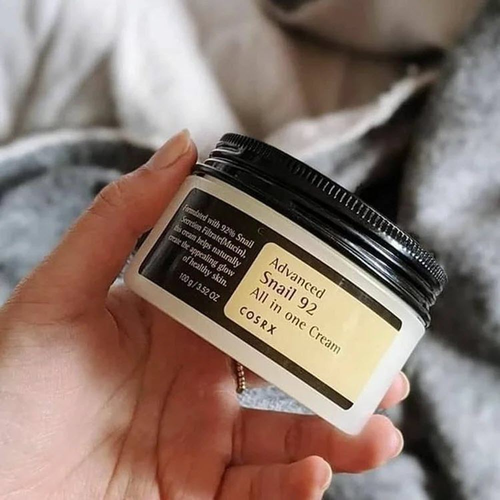 Formulated with 92% Snail
Secretion Filtrate(Mucin),
this cream helps naturally
create the appealing glow
of healthy skin.
100 g / 3.52 OZ
Advanced
Snail 92
All in one Cream
COSRX